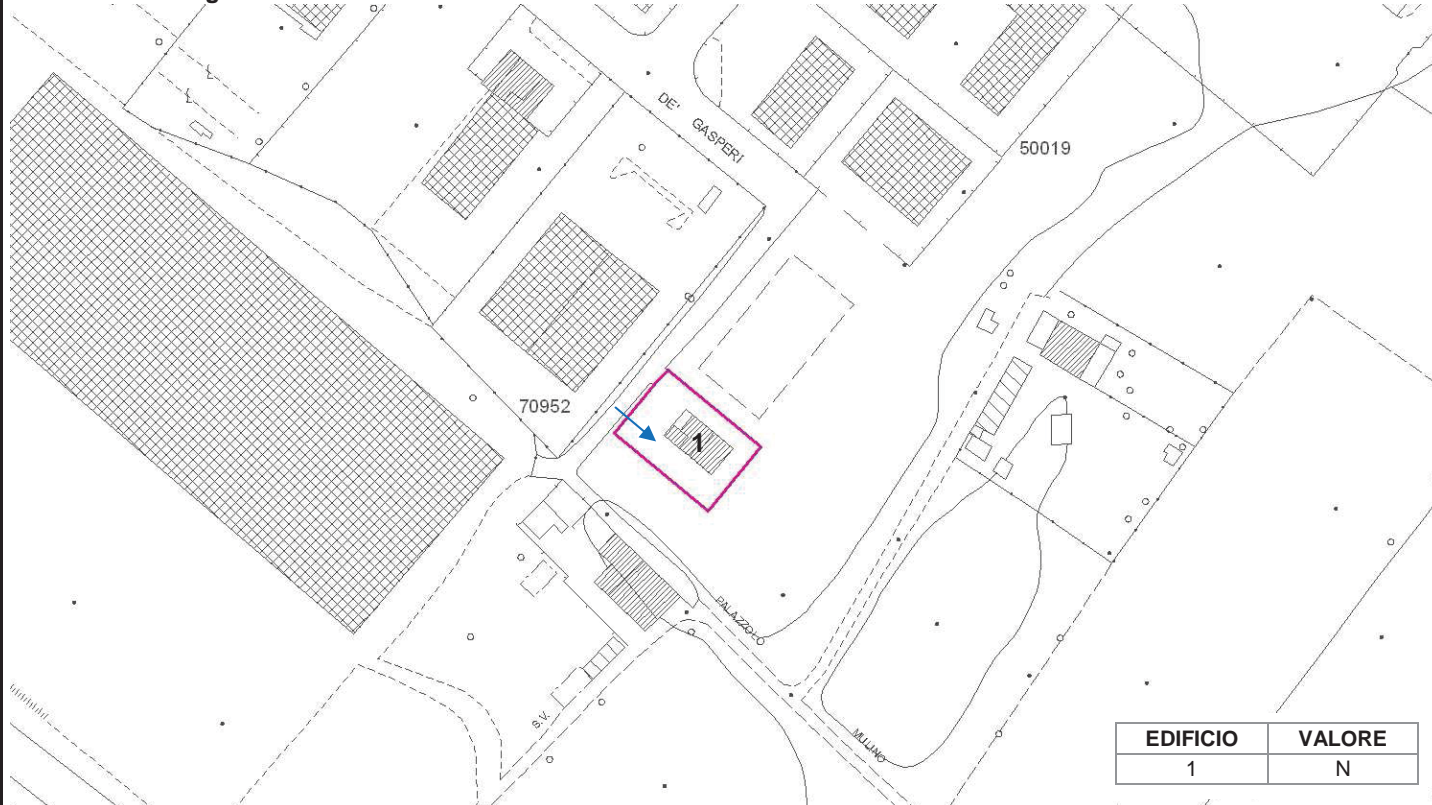 DE' GASPERI
50019
70952
1
PALAZZOLO
S.V.
MULINO
EDIFICIO VALORE
1 N